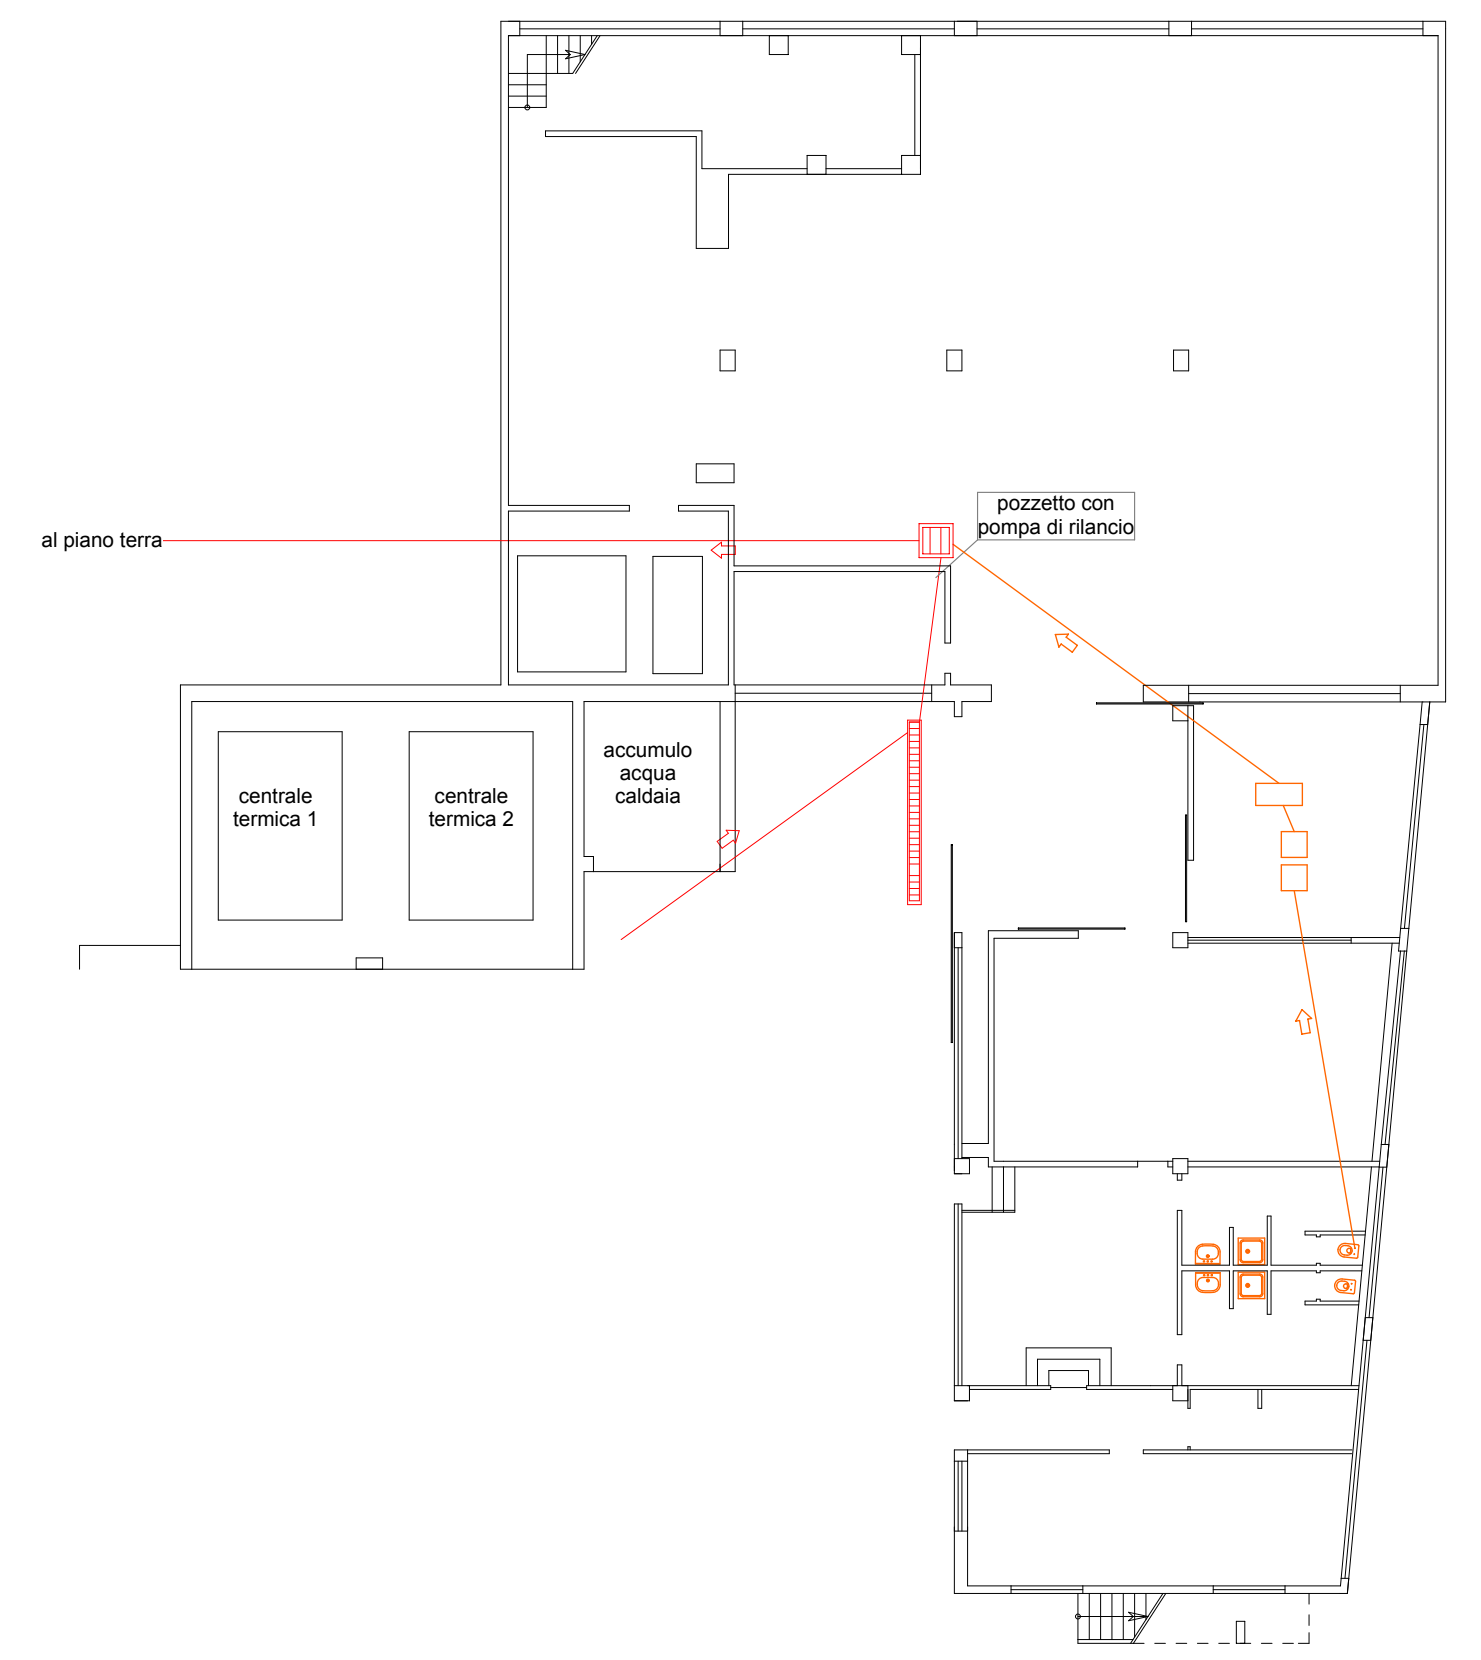 pozzetto con
pompa di rilancio
al piano terra
accumulo
acqua
caldaia
centrale
termica 1
centrale
termica 2